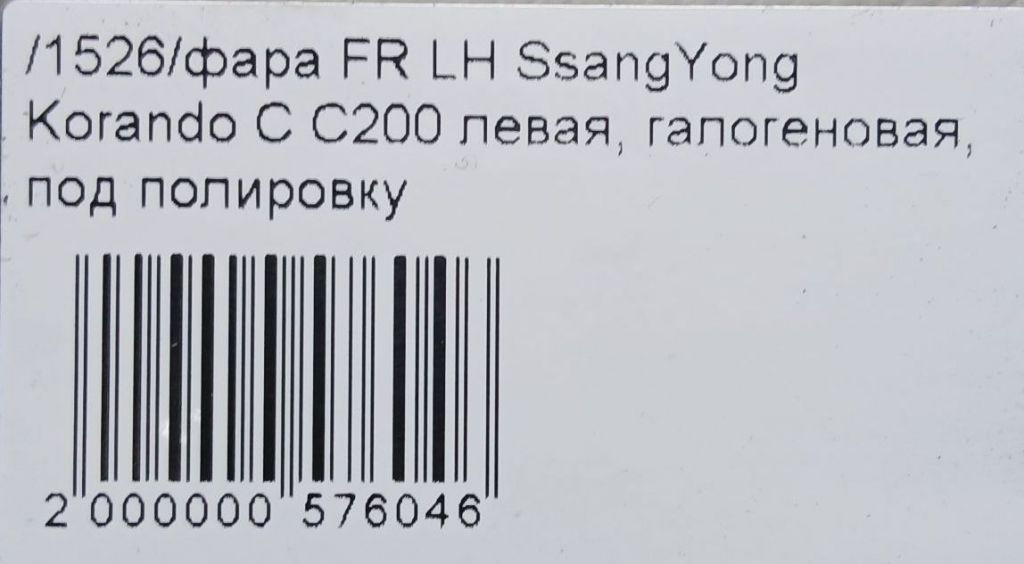 /1526/фара FR LH SsangYong
Korando C C200 левая, галогеновая,
под полировку
2 000000 576046